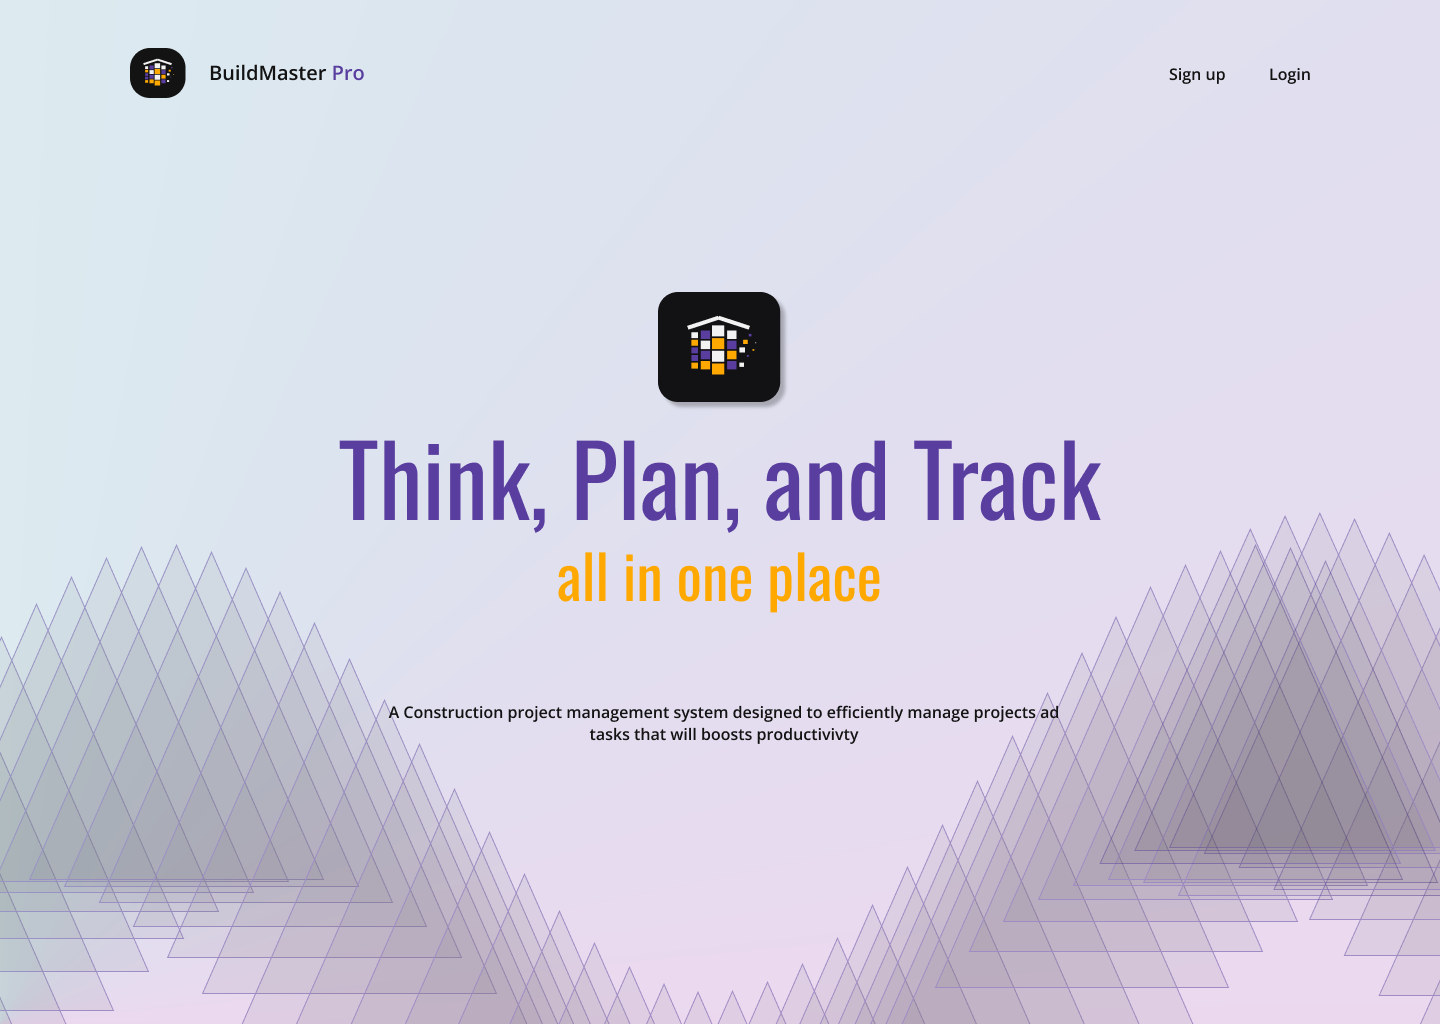 BuildMaster Pro
Sign up
Login
Think, Plan, and Track
all in one place
A Construction project management system designed to efficiently manage projects ad
tasks that will boosts productivivty